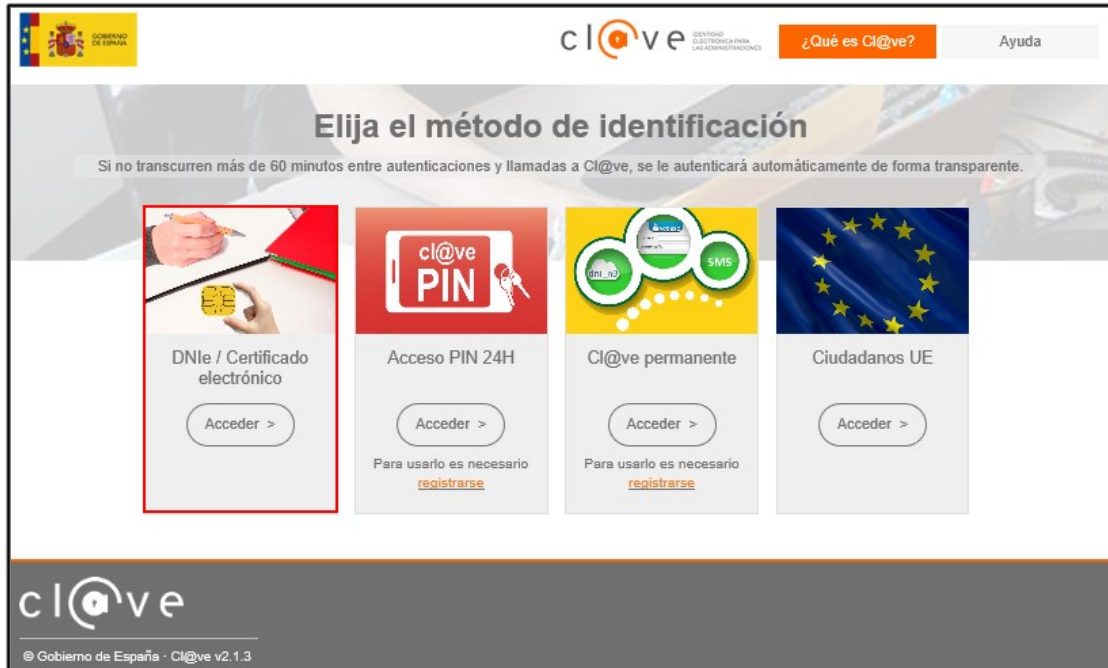 GOBIERNO
DE ESPAÑA
cl@ve
IDENTIDAD
ELECTRÓNICA PARA
LAS ADMINISTRACIONES
¿Qué es Cl@ve?
Ayuda
Elija el método de identificación
Si no transcurren más de 60 minutos entre autenticaciones y llamadas a Cl@ve, se le autenticará automáticamente de forma transparente.
cl@ve
PIN
dni_nie
SMS
DNIe / Certificado
electrónico
Acceder >
Acceso PIN 24H
Acceder >
Para usarlo es necesario
registrarse
Cl@ve permanente
Acceder >
Para usarlo es necesario
registrarse
Ciudadanos UE
Acceder >
cl@ve
© Gobierno de España - Cl@ve v2.1.3